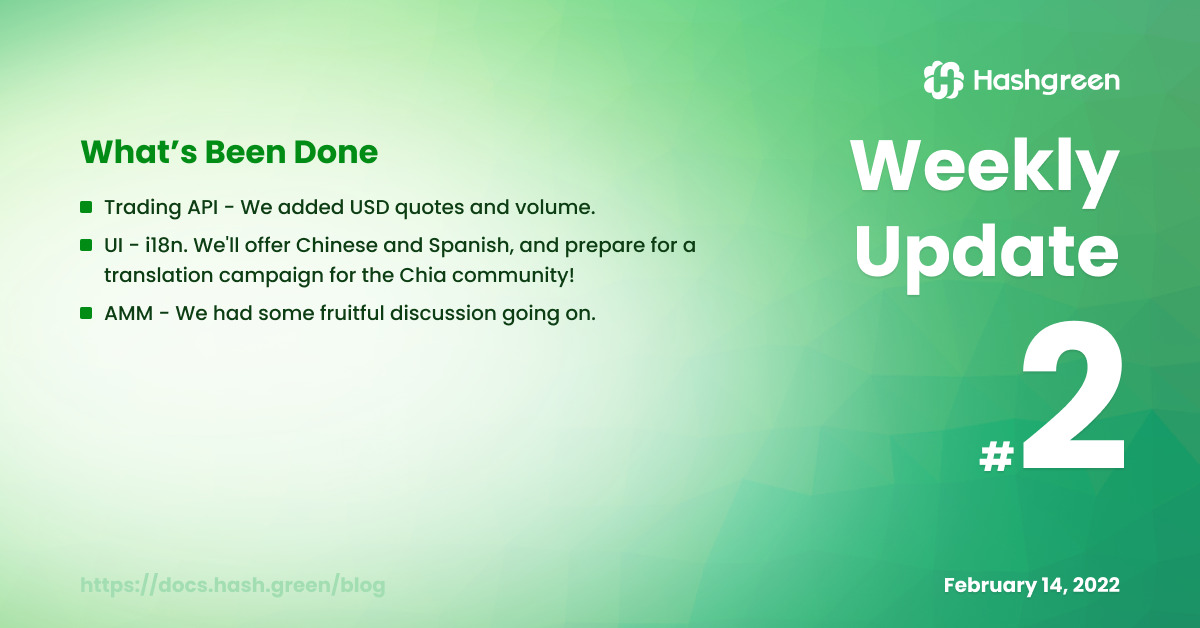 Hashgreen
Weekly
Update
#2
What’s Been Done
Trading API - We added USD quotes and volume.
UI - i18n. We'll offer Chinese and Spanish, and prepare for a
translation campaign for the Chia community!
AMM - We had some fruitful discussion going on.
https://docs.hash.green/blog
February 14, 2022